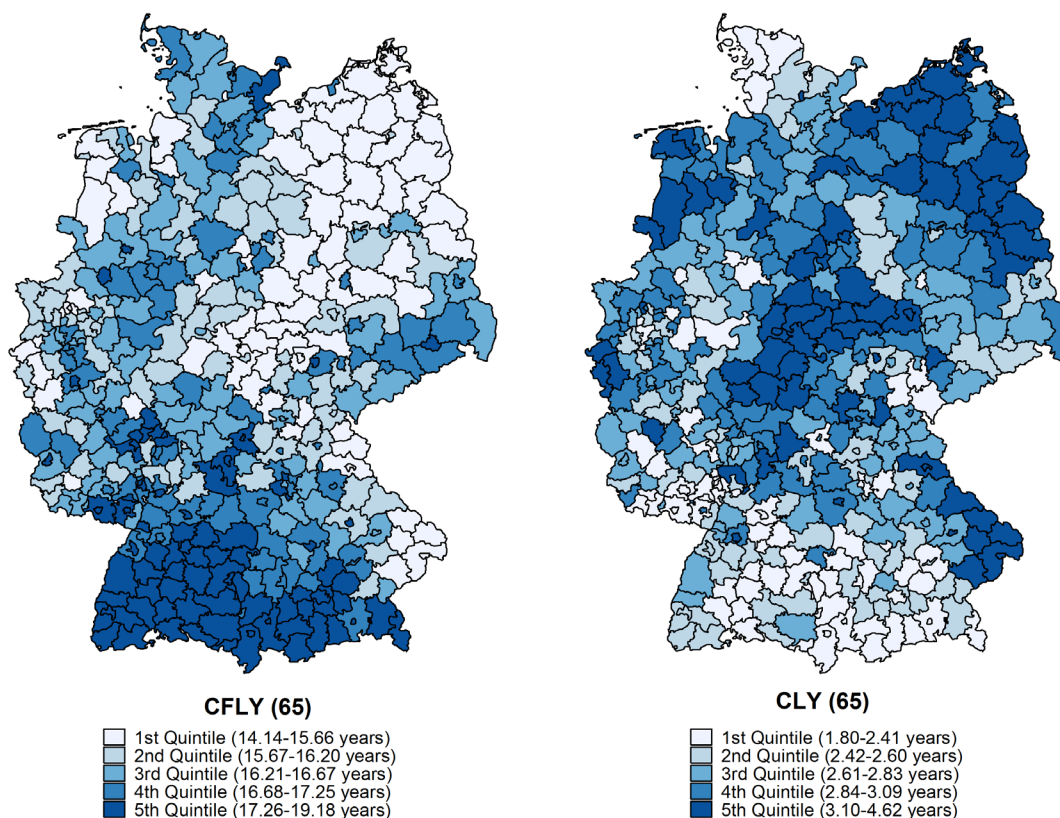 CFLY (65)
1st Quintile (14.14-15.66 years)
2nd Quintile (15.67-16.20 years)
3rd Quintile (16.21-16.67 years)
4th Quintile (16.68-17.25 years)
5th Quintile (17.26-19.18 years)
CLY (65)
1st Quintile (1.80-2.41 years)
2nd Quintile (2.42-2.60 years)
3rd Quintile (2.61-2.83 years)
4th Quintile (2.84-3.09 years)
5th Quintile (3.10-4.62 years)